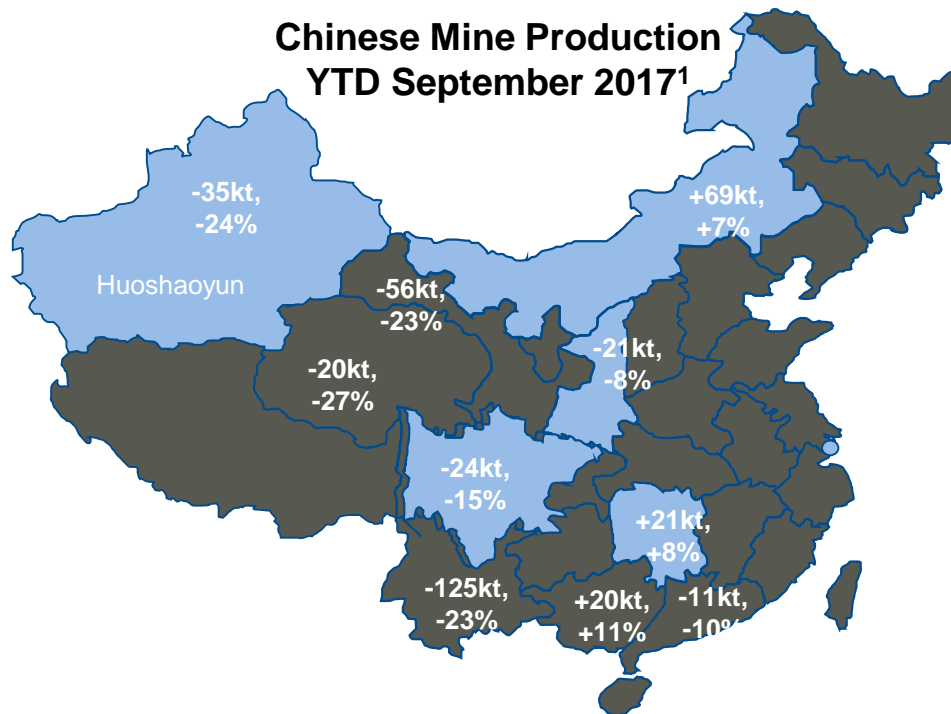 Chinese Mine Production
YTD September 2017¹
-35kt,
-24%
+69kt,
+7%
Huoshaoyun
-56kt,
-23%
-21kt,
-8%
-20kt,
-27%
-24kt,
-15%
+21kt,
+8%
-125kt,
-23%
+20kt,
+11%
-11kt,
-10%